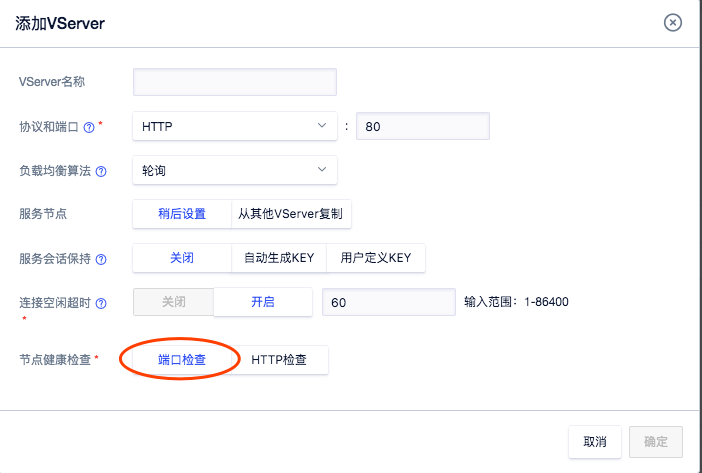 添加VServer
VServer名称
协议和端口 ? * HTTP : 80
负载均衡算法 ? 轮询
服务节点 稍后设置 从其他VServer复制
服务会话保持 ? 关闭 自动生成KEY 用户定义KEY
连接空闲超时 ? * 关闭 开启 60 输入范围：1-86400
节点健康检查 * 端口检查 HTTP检查
取消 确定